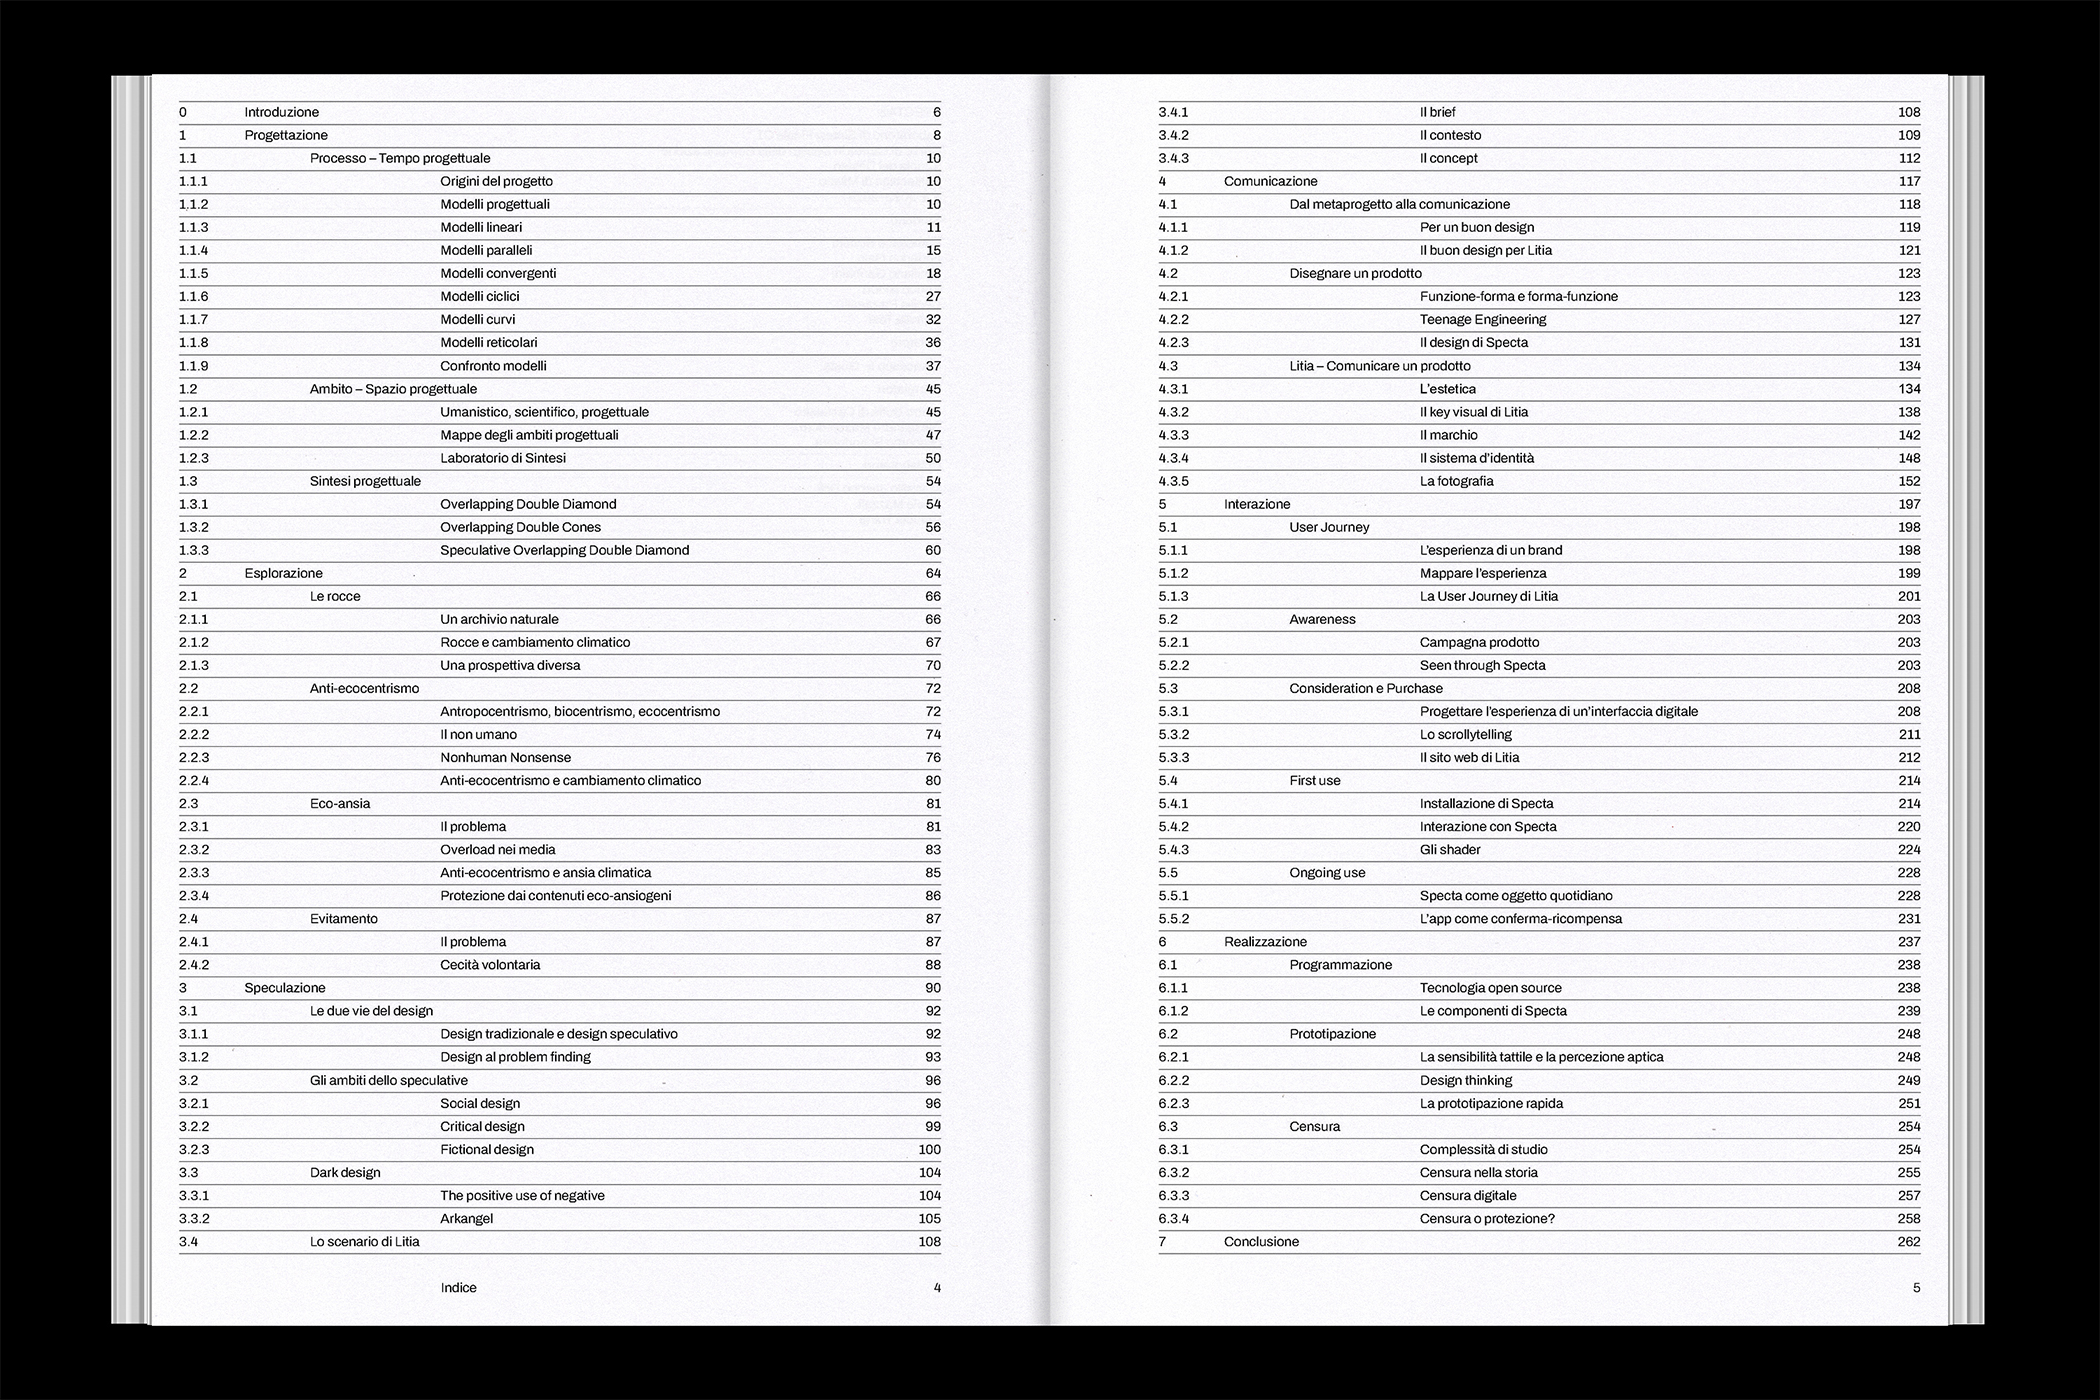 0 Introduzione 6
1 Progettazione 8
1.1 Processo – Tempo progettuale 10
1.1.1 Origini del progetto 10
1.1.2 Modelli progettuali 10
1.1.3 Modelli lineari 11
1.1.4 Modelli paralleli 15
1.1.5 Modelli convergenti 18
1.1.6 Modelli ciclici 27
1.1.7 Modelli curvi 32
1.1.8 Modelli reticolari 36
1.1.9 Confronto modelli 37
1.2 Ambito – Spazio progettuale 45
1.2.1 Umanistico, scientifico, progettuale 45
1.2.2 Mappe degli ambiti progettuali 47
1.2.3 Laboratorio di Sintesi 50
1.3 Sintesi progettuale 54
1.3.1 Overlapping Double Diamond 54
1.3.2 Overlapping Double Cones 56
1.3.3 Speculative Overlapping Double Diamond 60
2 Esplorazione 64
2.1 Le rocce 66
2.1.1 Un archivio naturale 66
2.1.2 Rocce e cambiamento climatico 67
2.1.3 Una prospettiva diversa 70
2.2 Anti-ecocentrismo 72
2.2.1 Antropocentrismo, biocentrismo, ecocentrismo 72
2.2.2 Il non umano 74
2.2.3 Nonhuman Nonsense 76
2.2.4 Anti-ecocentrismo e cambiamento climatico 80
2.3 Eco-ansia 81
2.3.1 Il problema 81
2.3.2 Overload nei media 83
2.3.3 Anti-ecocentrismo e ansia climatica 85
2.3.4 Protezione dai contenuti eco-ansiogeni 86
2.4 Evitamento 87
2.4.1 Il problema 87
2.4.2 Cecità volontaria 88
3 Speculazione 90
3.1 Le due vie del design 92
3.1.1 Design tradizionale e design speculativo 92
3.1.2 Design al problem finding 93
3.2 Gli ambiti dello speculative 96
3.2.1 Social design 96
3.2.2 Critical design 99
3.2.3 Fictional design 100
3.3 Dark design 104
3.3.1 The positive use of negative 104
3.3.2 Arkangel 105
3.4 Lo scenario di Litia 108
Indice 4
3.4.1 Il brief 108
3.4.2 Il contesto 109
3.4.3 Il concept 112
4 Comunicazione 117
4.1 Dal metaprogetto alla comunicazione 118
4.1.1 Per un buon design 119
4.1.2 Il buon design per Litia 121
4.2 Disegnare un prodotto 123
4.2.1 Funzione-forma e forma-funzione 123
4.2.2 Teenage Engineering 127
4.2.3 Il design di Specta 131
4.3 Litia – Comunicare un prodotto 134
4.3.1 L'estetica 134
4.3.2 Il key visual di Litia 138
4.3.3 Il marchio 142
4.3.4 Il sistema d'identità 148
4.3.5 La fotografia 152
5 Interazione 197
5.1 User Journey 198
5.1.1 L'esperienza di un brand 198
5.1.2 Mappare l'esperienza 199
5.1.3 La User Journey di Litia 201
5.2 Awareness 203
5.2.1 Campagna prodotto 203
5.2.2 Seen through Specta 203
5.3 Consideration e Purchase 208
5.3.1 Progettare l'esperienza di un'interfaccia digitale 208
5.3.2 Lo scrollytelling 211
5.3.3 Il sito web di Litia 212
5.4 First use 214
5.4.1 Installazione di Specta 214
5.4.2 Interazione con Specta 220
5.4.3 Gli shader 224
5.5 Ongoing use 228
5.5.1 Specta come oggetto quotidiano 228
5.5.2 L'app come conferma-ricompensa 231
6 Realizzazione 237
6.1 Programmazione 238
6.1.1 Tecnologia open source 238
6.1.2 Le componenti di Specta 239
6.2 Prototipazione 248
6.2.1 La sensibilità tattile e la percezione aptica 248
6.2.2 Design thinking 249
6.2.3 La prototipazione rapida 251
6.3 Censura 254
6.3.1 Complessità di studio 254
6.3.2 Censura nella storia 255
6.3.3 Censura digitale 257
6.3.4 Censura o protezione? 258
7 Conclusione 262
5